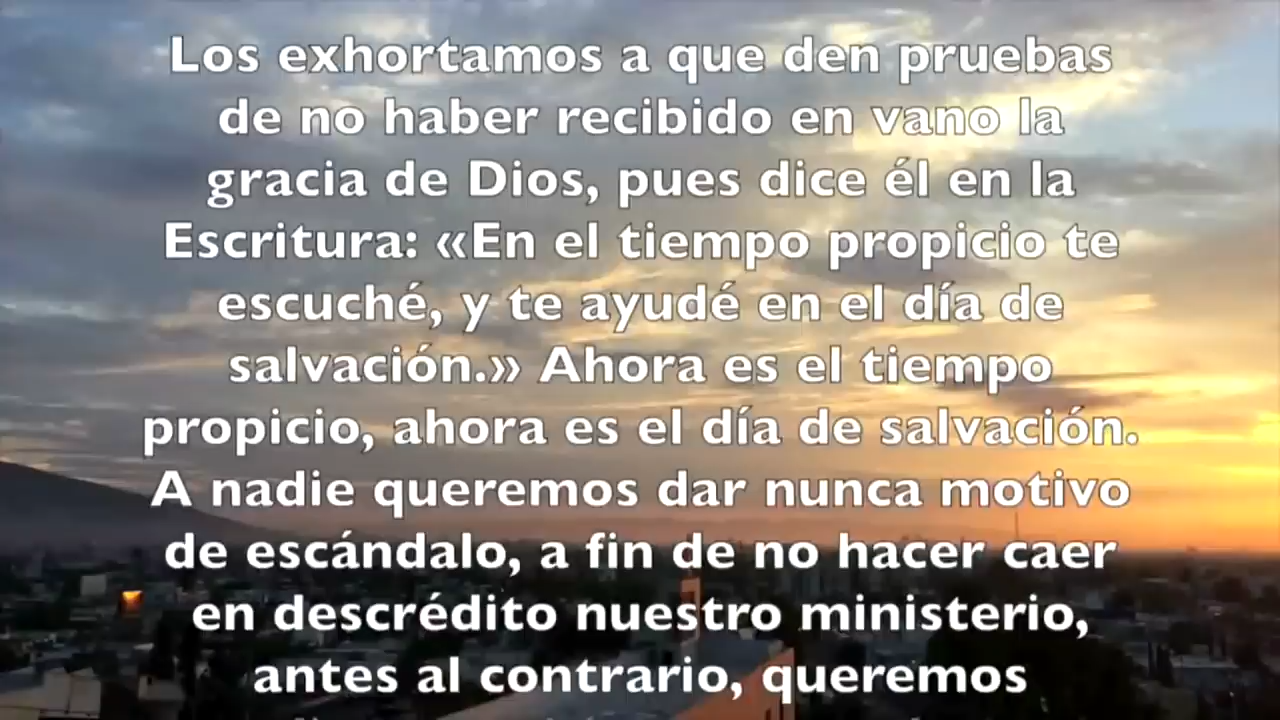 Los exhortamos a que den pruebas
de no haber recibido en vano la
gracia de Dios, pues dice él en la
Escritura: «En el tiempo propicio te
escuché, y te ayudé en el día de
salvación.» Ahora es el tiempo
propicio, ahora es el día de salvación.
A nadie queremos dar nunca motivo
de escándalo, a fin de no hacer caer
en descrédito nuestro ministerio,
antes al contrario, queremos